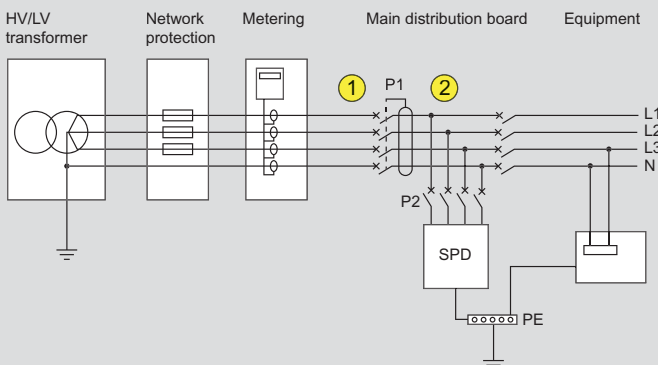 HV/LV
transformer
Network
protection
Metering
Main distribution board
Equipment
1
P1
2
L1
L2
L3
N
P2
SPD
PE